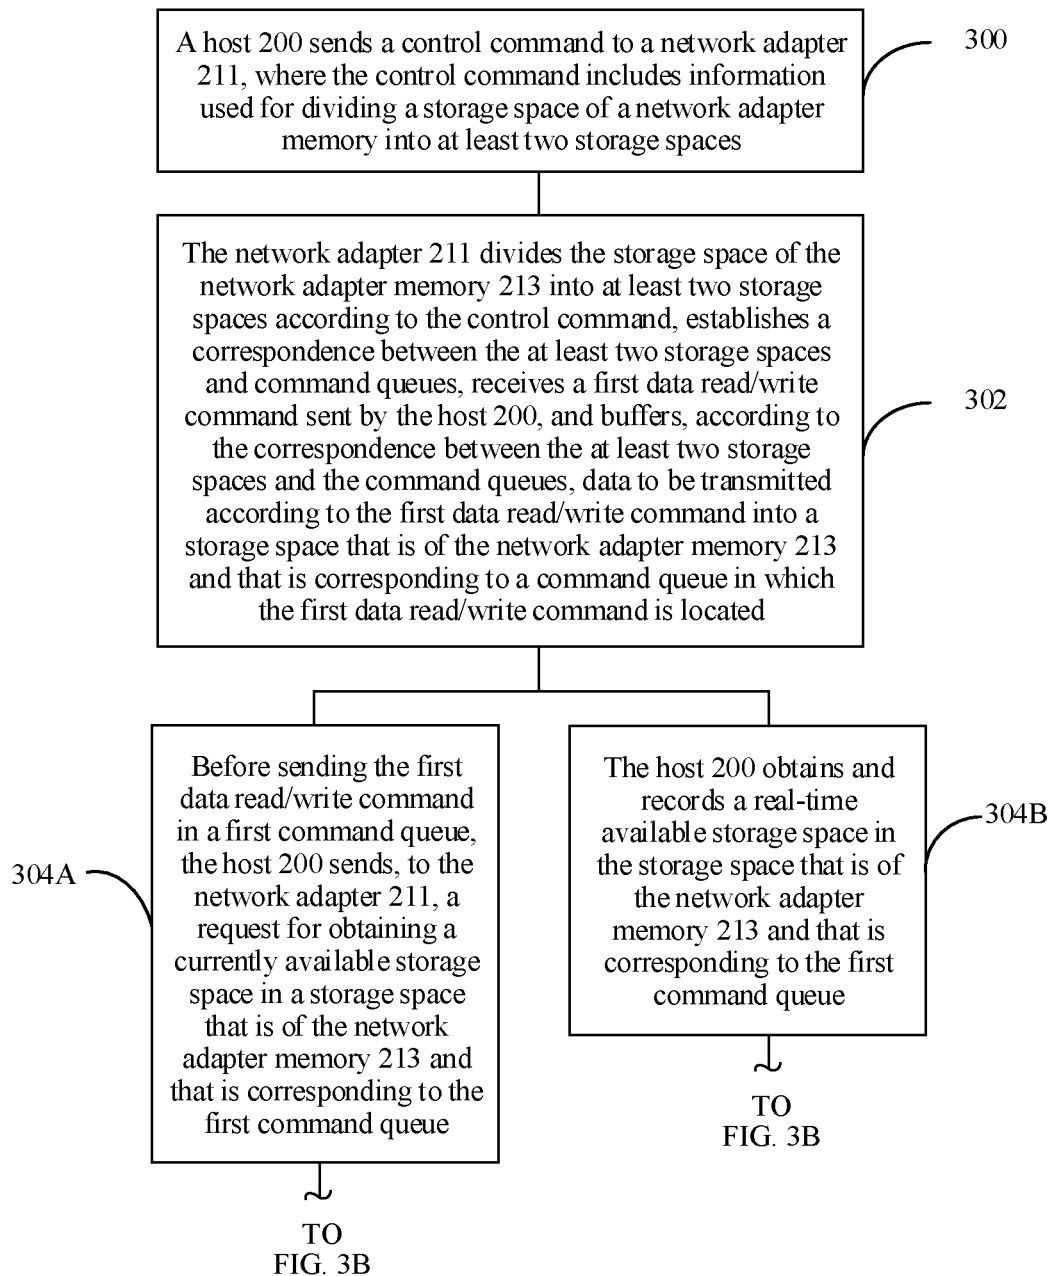 A host 200 sends a control command to a network adapter
211, where the control command includes information
used for dividing a storage space of a network adapter
memory into at least two storage spaces
300
The network adapter 211 divides the storage space of the
network adapter memory 213 into at least two storage
spaces according to the control command, establishes a
correspondence between the at least two storage spaces
and command queues, receives a first data read/write
command sent by the host 200, and buffers, according to
the correspondence between the at least two storage
spaces and the command queues, data to be transmitted
according to the first data read/write command into a
storage space that is of the network adapter memory 213
and that is corresponding to a command queue in which
the first data read/write command is located
302
304A
Before sending the first
data read/write command
in a first command queue,
the host 200 sends, to the
network adapter 211, a
request for obtaining a
currently available storage
space in a storage space
that is of the network
adapter memory 213 and
that is corresponding to the
first command queue
TO
FIG. 3B
The host 200 obtains and
records a real-time
available storage space in
the storage space that is of
the network adapter
memory 213 and that is
corresponding to the first
command queue
304B
TO
FIG. 3B